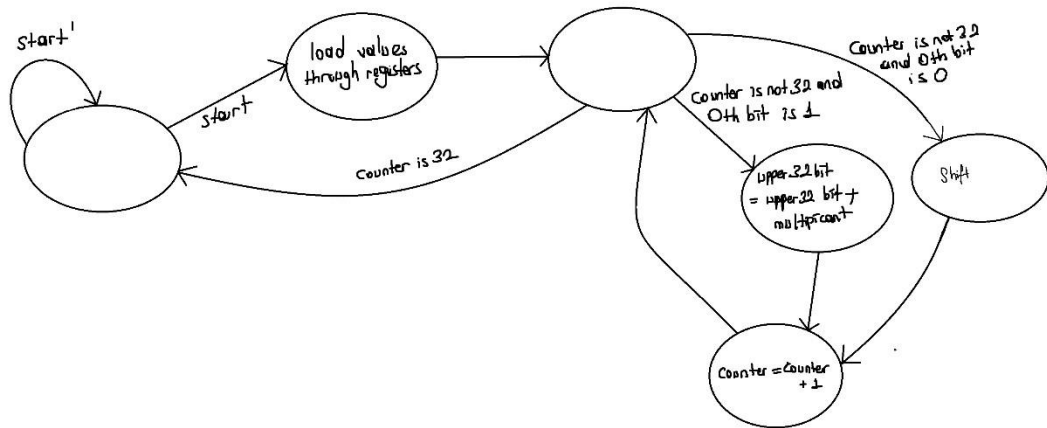 start'
load values
through registers
start
Counter is 32
Counter is not 32
and 0th bit
is 0
Counter is not 32 and
0th bit is 1
upper 32 bit
= upper 32 bit +
multipicant
Shift
Counter = Counter
+ 1